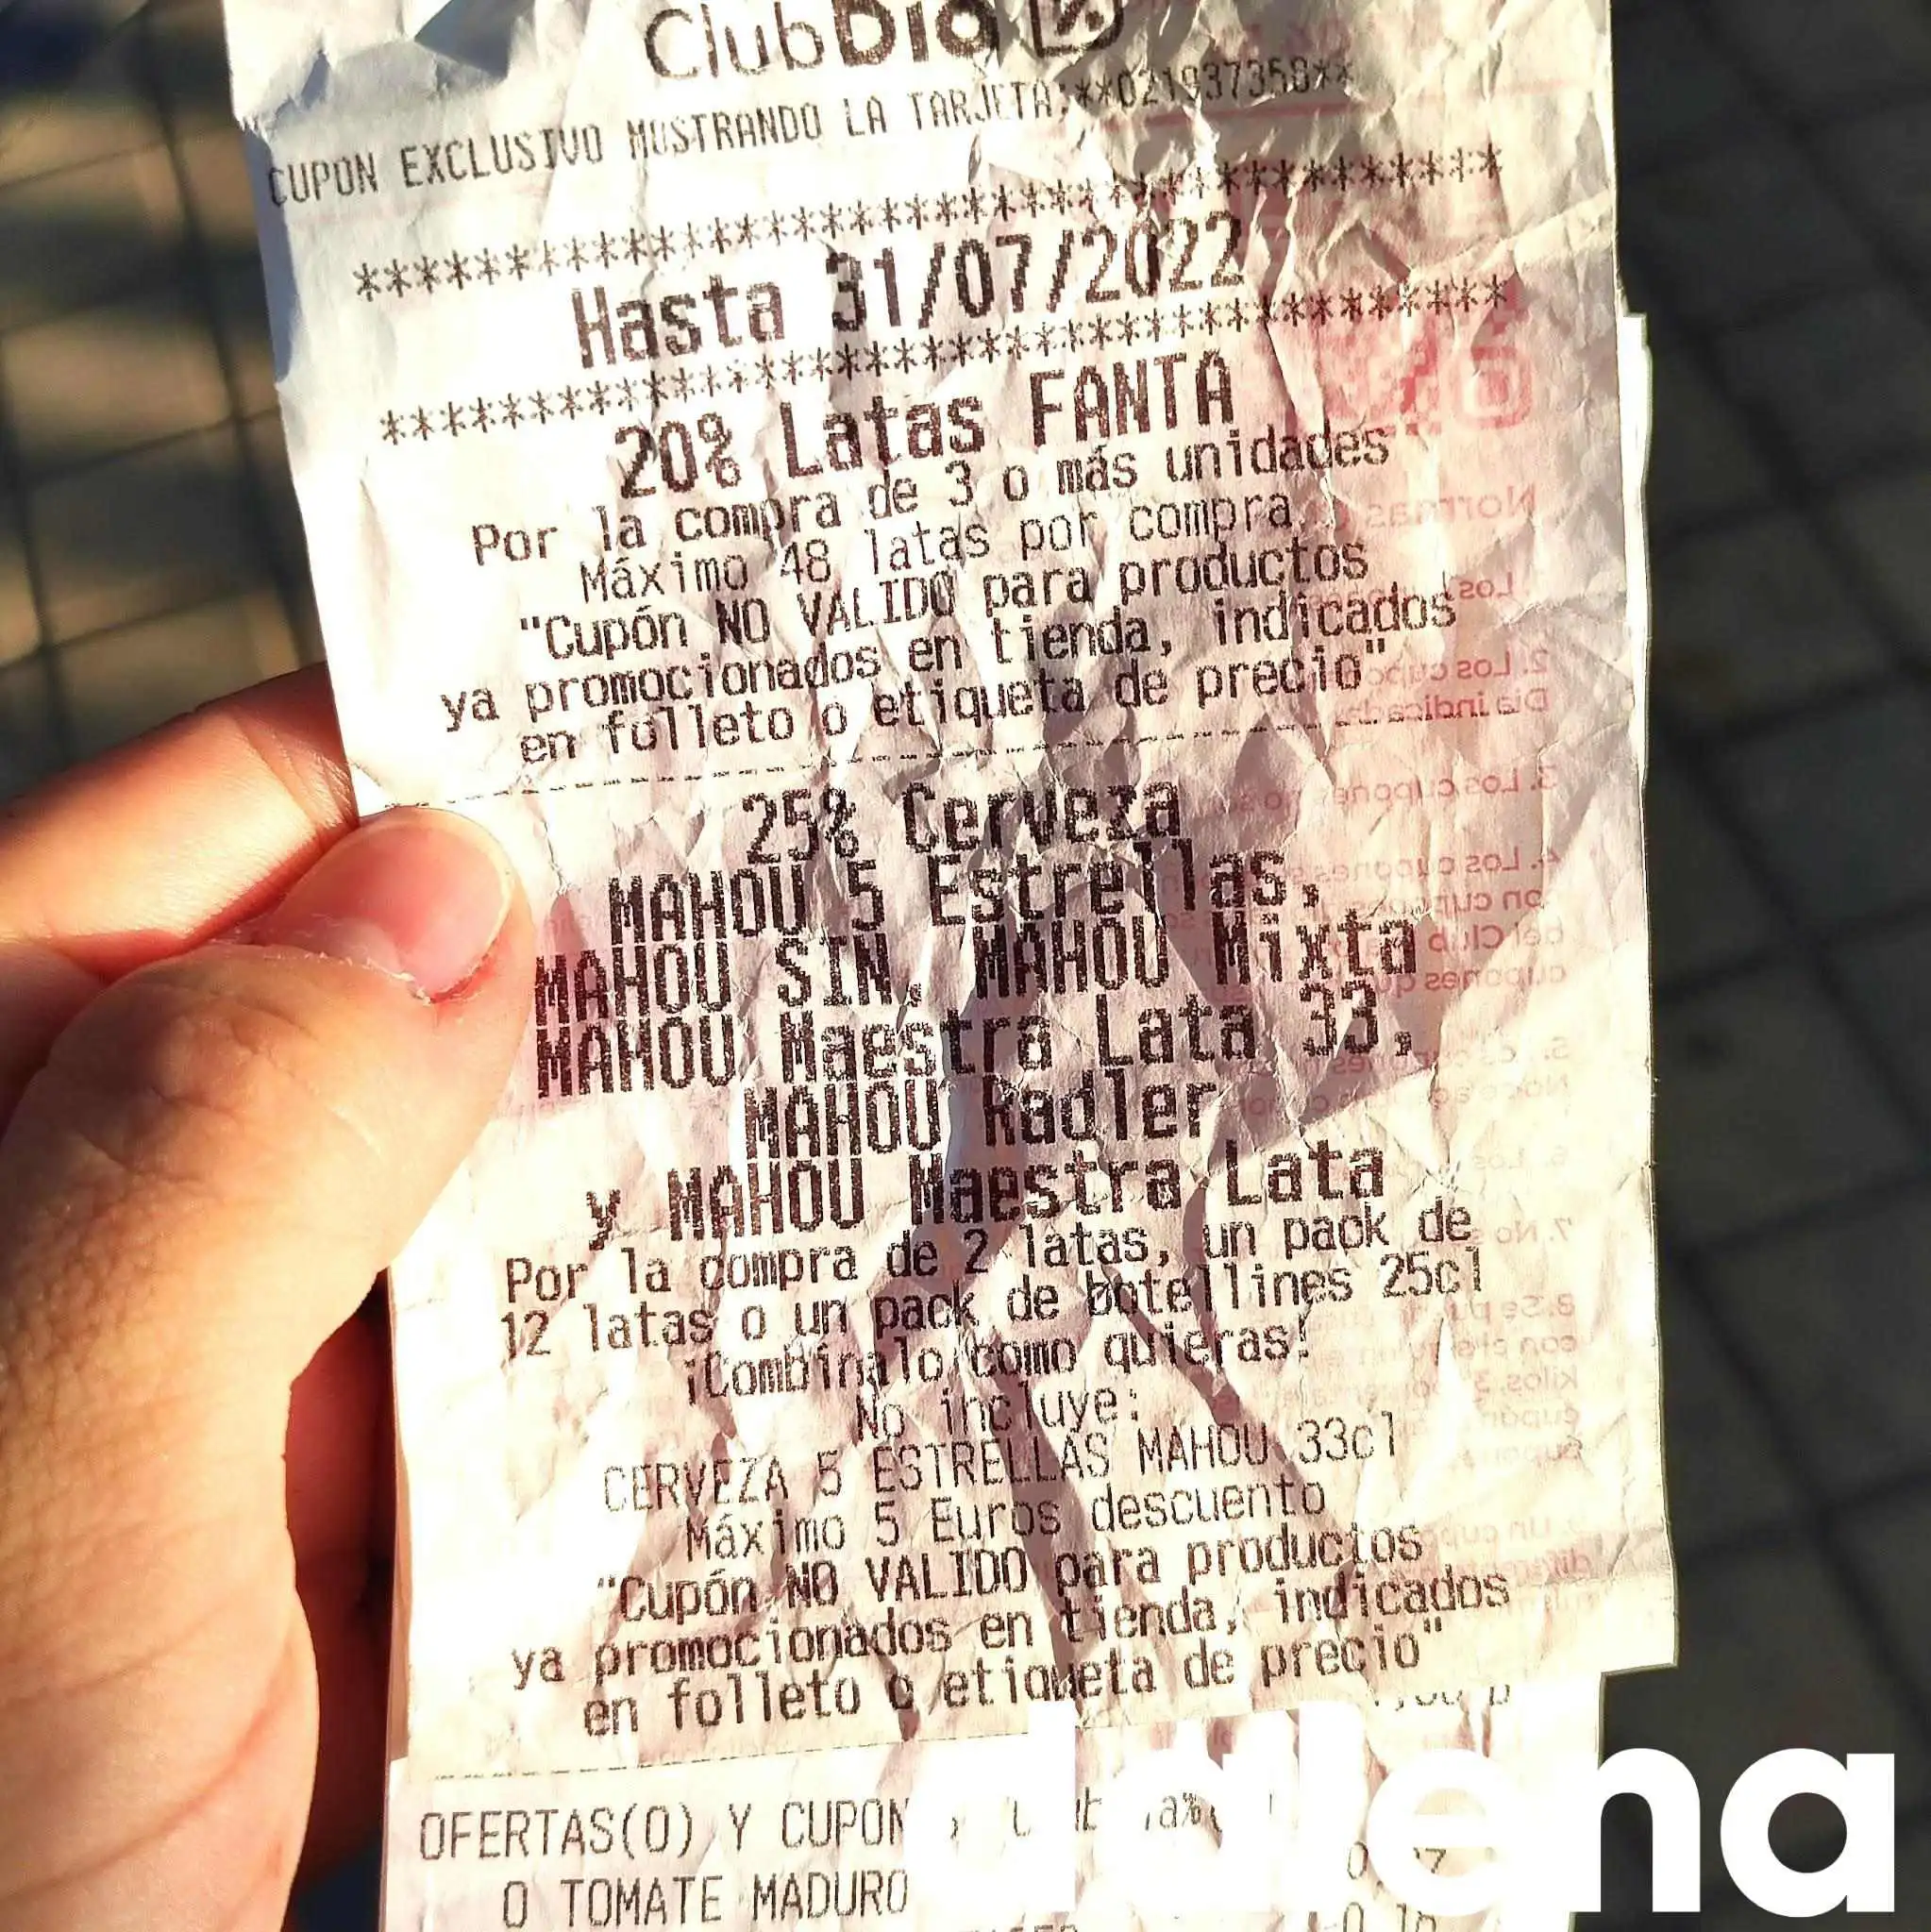 ClubDia %
CUPON EXCLUSIVO MOSTRANDO LA TARJETA:**021937358**
**************************************
Hasta 31/07/2022
**************************************
20% Latas FANTA
Por la compra de 3 o más unidades"
Máximo 48 latas por compra
"Cupón NO VALIDO para productos
ya promocionados en tienda, indicados
en folleto o etiqueta de precio"
25% Cerveza
MAHOU 5 Estrellas,
MAHOU SIN, MAHOU Mixta
MAHOU Maestra Lata 33,
MAHOU Radler
y MAHOU Maestra Lata
Por la compra de 2 latas, un pack de
12 latas o un pack de botellines 25cl
¡Combínalo como quieras!
No incluye:
CERVEZA 5 ESTRELLAS MAHOU 33cl
Máximo 5 Euros descuento
"Cupón NO VALIDO para productos
ya promocionados en tienda, indicados
en folleto o etiqueta de precio"
OFERTAS(O) Y CUPON
O TOMATE MADURO